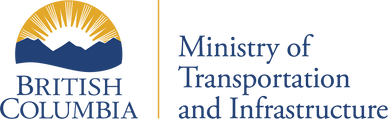 BRITISH
COLUMBIA
Ministry of
Transportation
and Infrastructure